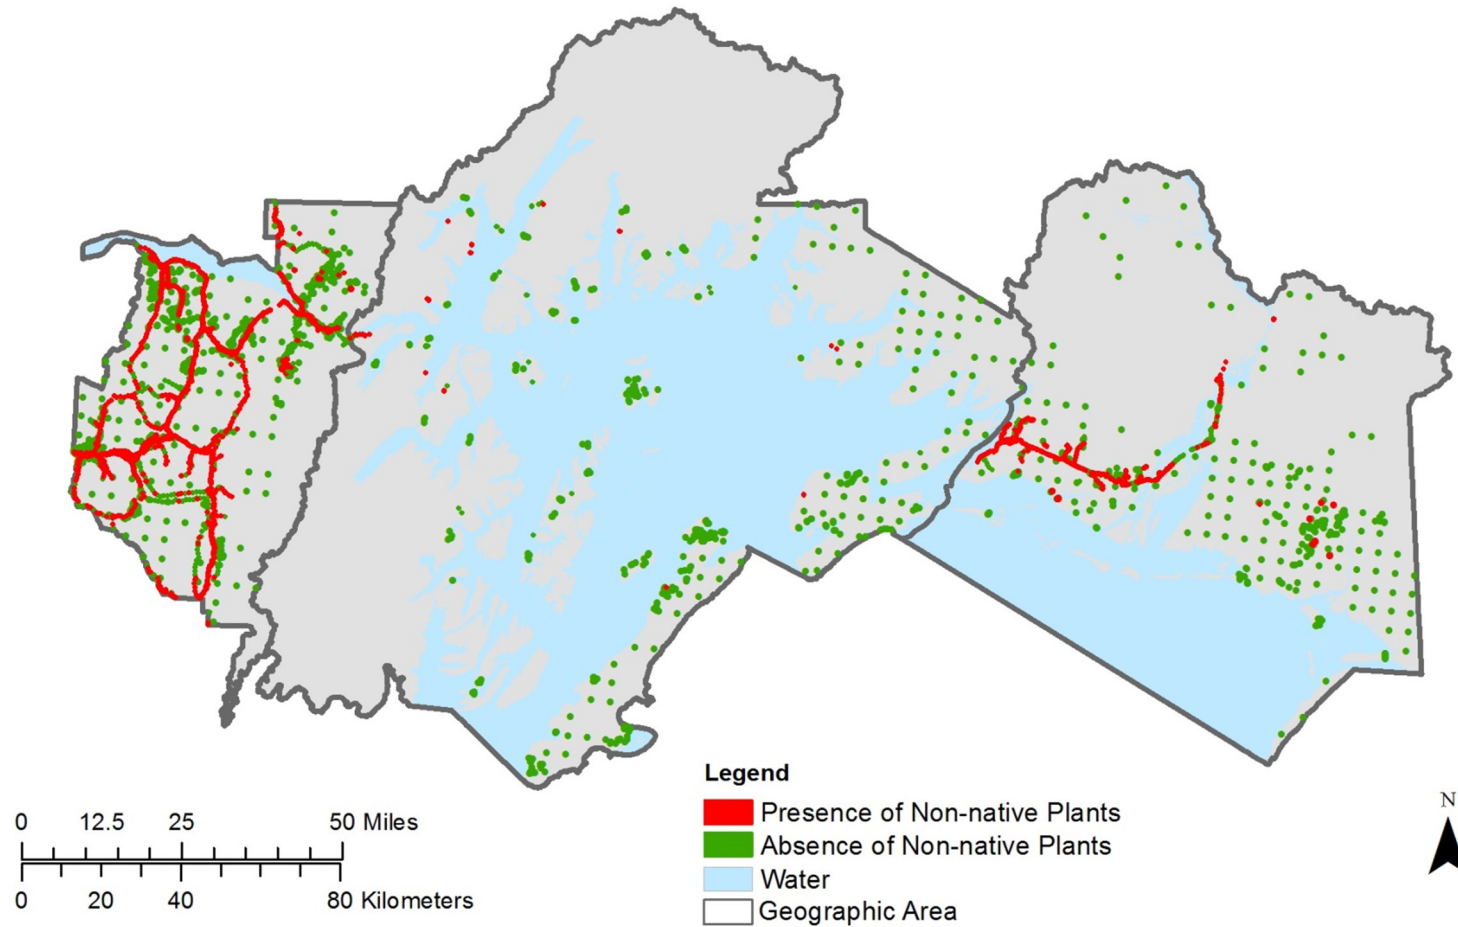 Legend
Presence of Non-native Plants
Absence of Non-native Plants
Water
Geographic Area
0 12.5 25 50 Miles
0 20 40 80 Kilometers
N